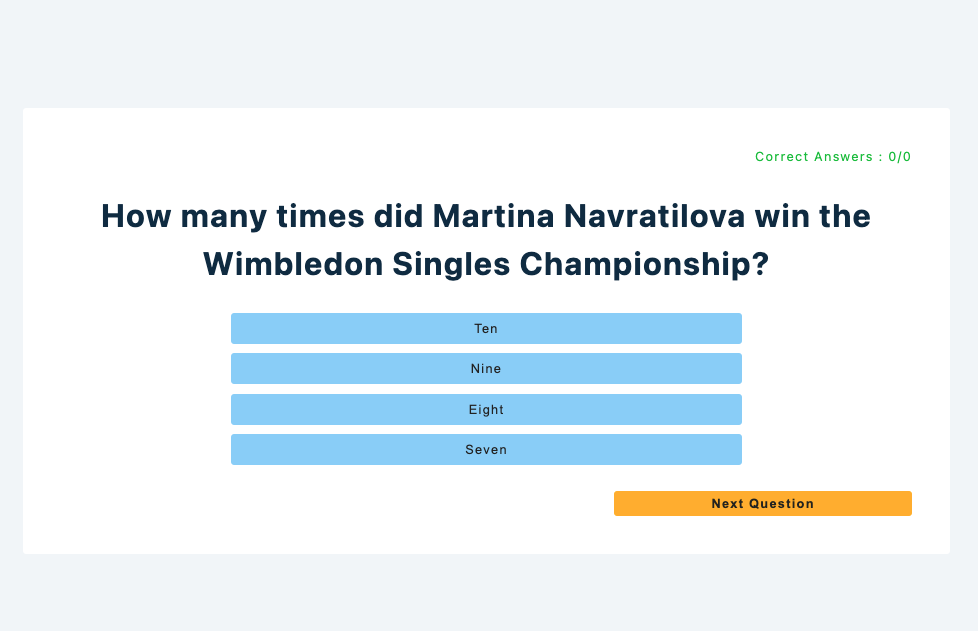 Correct Answers : 0/0
How many times did Martina Navratilova win the
Wimbledon Singles Championship?
Ten
Nine
Eight
Seven
Next Question